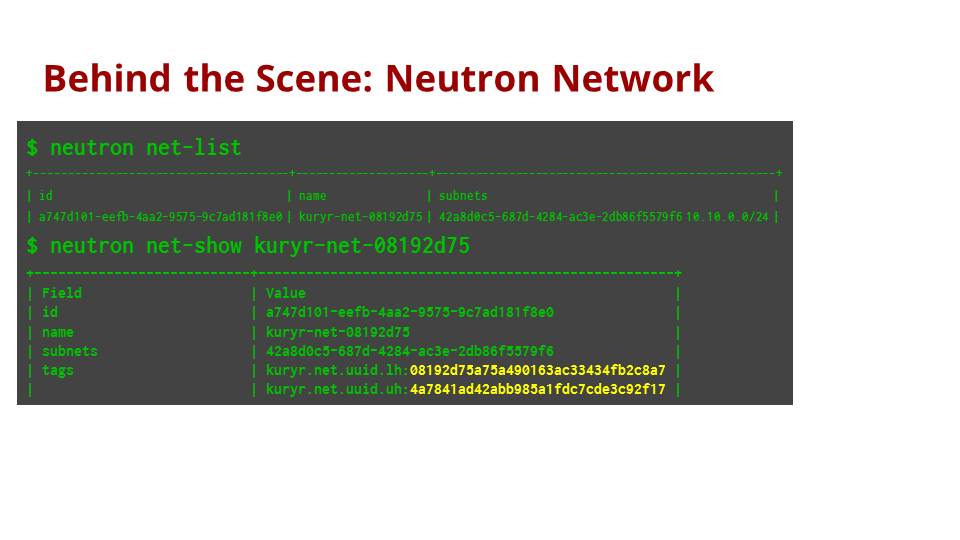 Behind the Scene: Neutron Network
$ neutron net-list
+--------------------------------------+--------------------+--------------------------------------------------+
| id | name | subnets |
| a747d101-eefb-4aa2-9575-9c7ad181f8e0 | kuryr-net-08192d75 | 42a8d0c5-687d-4284-ac3e-2db86f5579f6 10.10.0.0/24 |
$ neutron net-show kuryr-net-08192d75
+---------------------------+----------------------------------------------------+
| Field | Value |
| id | a747d101-eefb-4aa2-9575-9c7ad181f8e0 |
| name | kuryr-net-08192d75 |
| subnets | 42a8d0c5-687d-4284-ac3e-2db86f5579f6 |
| tags | kuryr.net.uuid.lh:08192d75a75a490163ac33434fb2c8a7 |
| | kuryr.net.uuid.uh:4a7841ad42abb985a1fdc7cde3c92f17 |